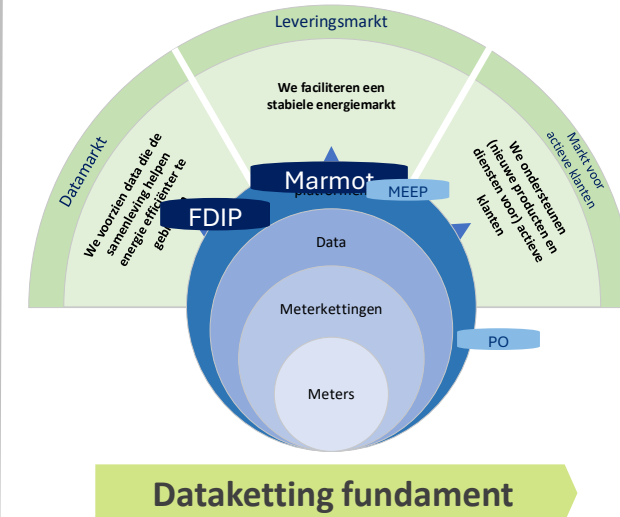 Leveringsmarkt
Datamarkt
Markt voor
actieve klanten
We faciliteren een
stabiele energiemarkt
We voorzien data die de
samenleving helpen
energie efficiënter te
We ondersteunen
(nieuwe producten en
diensten voor) actieve
klanten
Marmot
MEEP
FDIP
Data
Meterkettingen
PO
Meters
Dataketting fundament